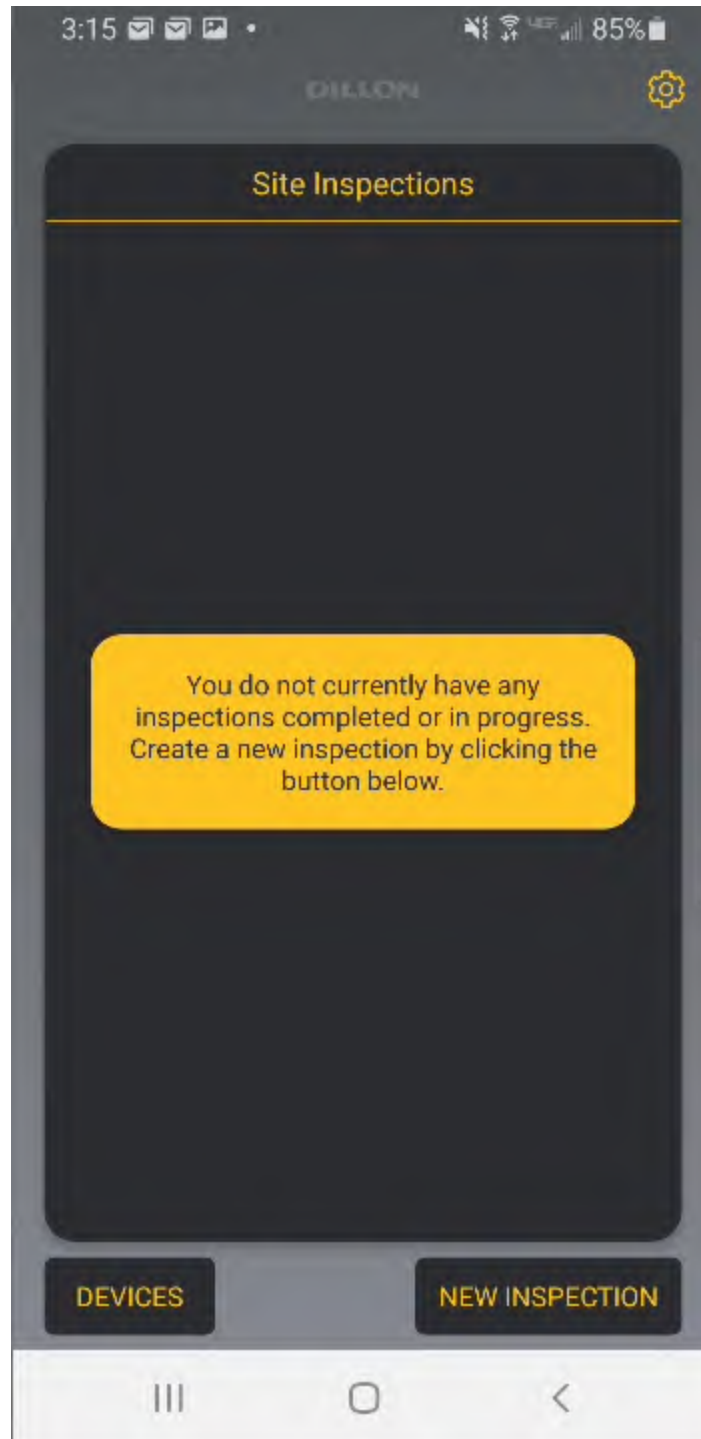 3:15
85%
DILLON
Site Inspections
You do not currently have any
inspections completed or in progress.
Create a new inspection by clicking the
button below.
DEVICES
NEW INSPECTION